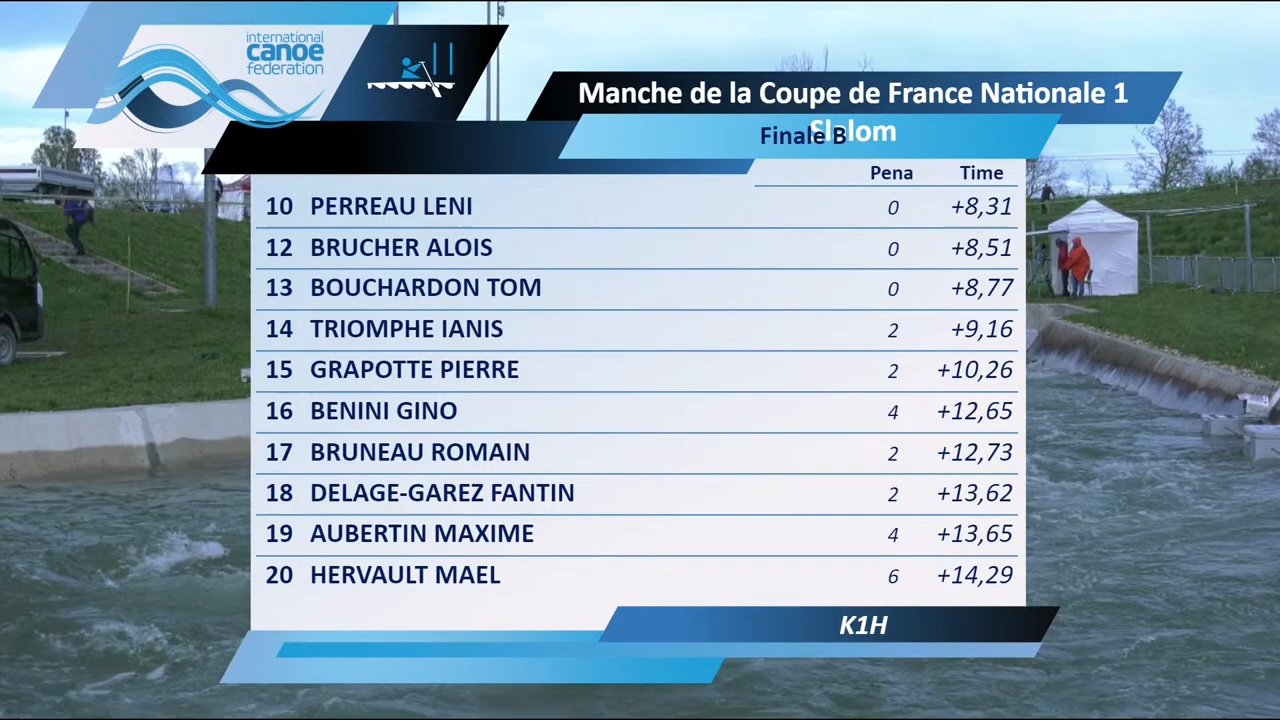 international
canoe
federation
Manche de la Coupe de France Nationale 1
Slalom
Finale B
Pena Time
10 PERREAU LENI 0 +8,31
12 BRUCHER ALOIS 0 +8,51
13 BOUCHARDON TOM 0 +8,77
14 TRIOMPHE IANIS 2 +9,16
15 GRAPOTTE PIERRE 2 +10,26
16 BENINI GINO 4 +12,65
17 BRUNEAU ROMAIN 2 +12,73
18 DELAGE-GAREZ FANTIN 2 +13,62
19 AUBERTIN MAXIME 4 +13,65
20 HERVAULT MAEL 6 +14,29
K1H